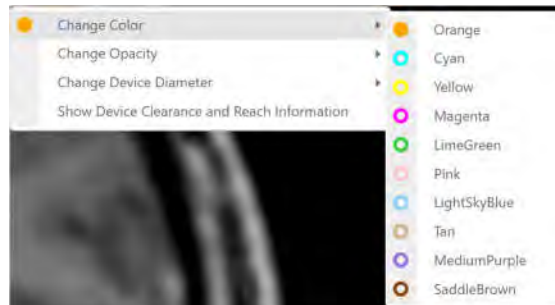 Change Color
Change Opacity
Change Device Diameter
Show Device Clearance and Reach Information
Orange
Cyan
Yellow
Magenta
LimeGreen
Pink
LightSkyBlue
Tan
MediumPurple
SaddleBrown